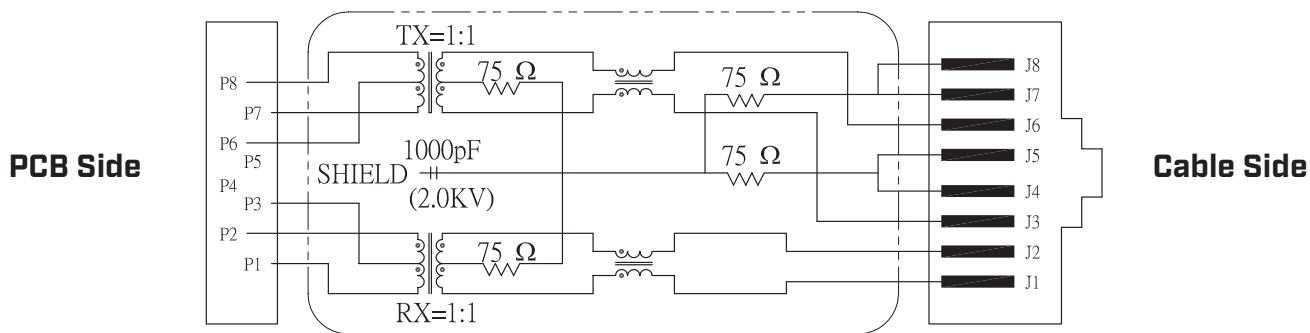 TX=1:1
75 Ω
75 Ω
P8
P7
P6
P5
P4
P3
P2
P1
PCB Side
SHIELD
1000pF
(2.0KV)
75 Ω
75 Ω
RX=1:1
J8
J7
J6
J5
J4
J3
J2
J1
Cable Side